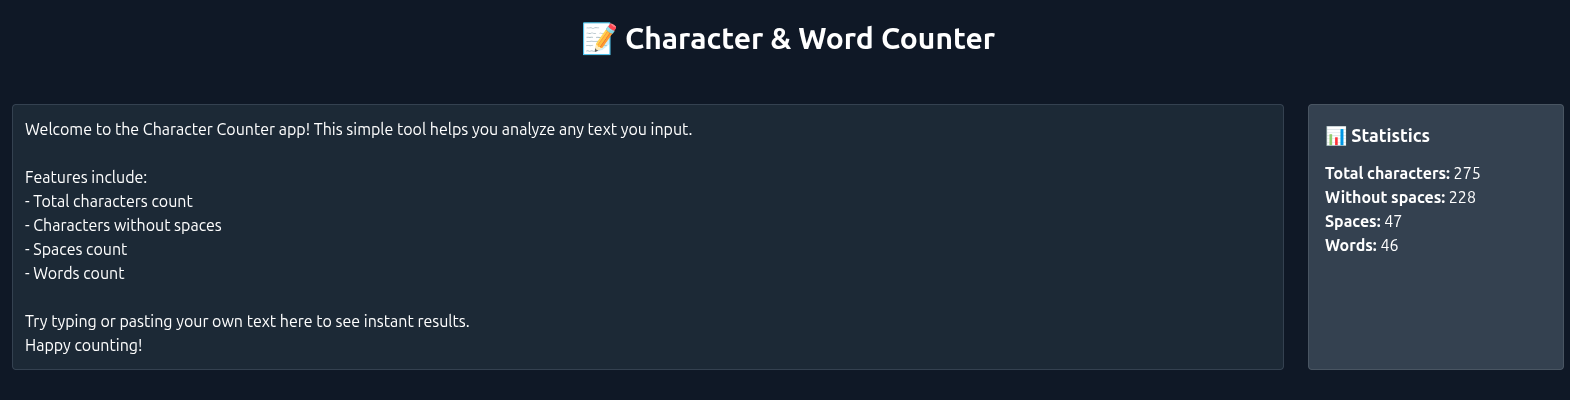 📝 Character & Word Counter
Welcome to the Character Counter app! This simple tool helps you analyze any text you input.
Features include:
- Total characters count
- Characters without spaces
- Spaces count
- Words count
Try typing or pasting your own text here to see instant results.
Happy counting!
📊 Statistics
Total characters: 275
Without spaces: 228
Spaces: 47
Words: 46